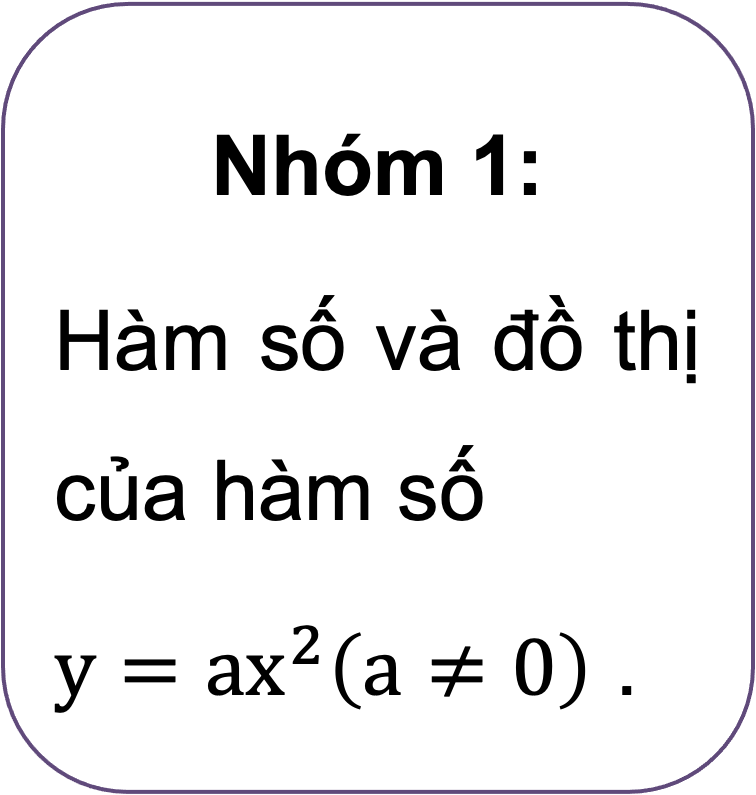 Nhóm 1:
Hàm số và đồ thị
của hàm số
y = ax²(a ≠ 0) .